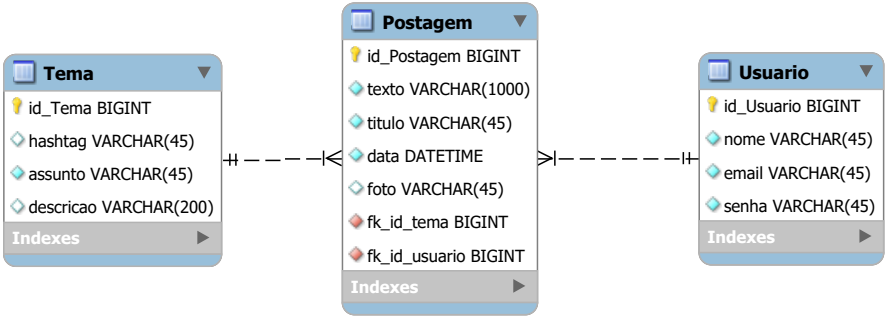 Tema
id_Tema BIGINT
hashtag VARCHAR(45)
assunto VARCHAR(45)
descricao VARCHAR(200)
Indexes
Postagem
id_Postagem BIGINT
texto VARCHAR(1000)
titulo VARCHAR(45)
data DATETIME
foto VARCHAR(45)
fk_id_tema BIGINT
fk_id_usuario BIGINT
Indexes
Usuario
id_Usuario BIGINT
nome VARCHAR(45)
email VARCHAR(45)
senha VARCHAR(45)
Indexes